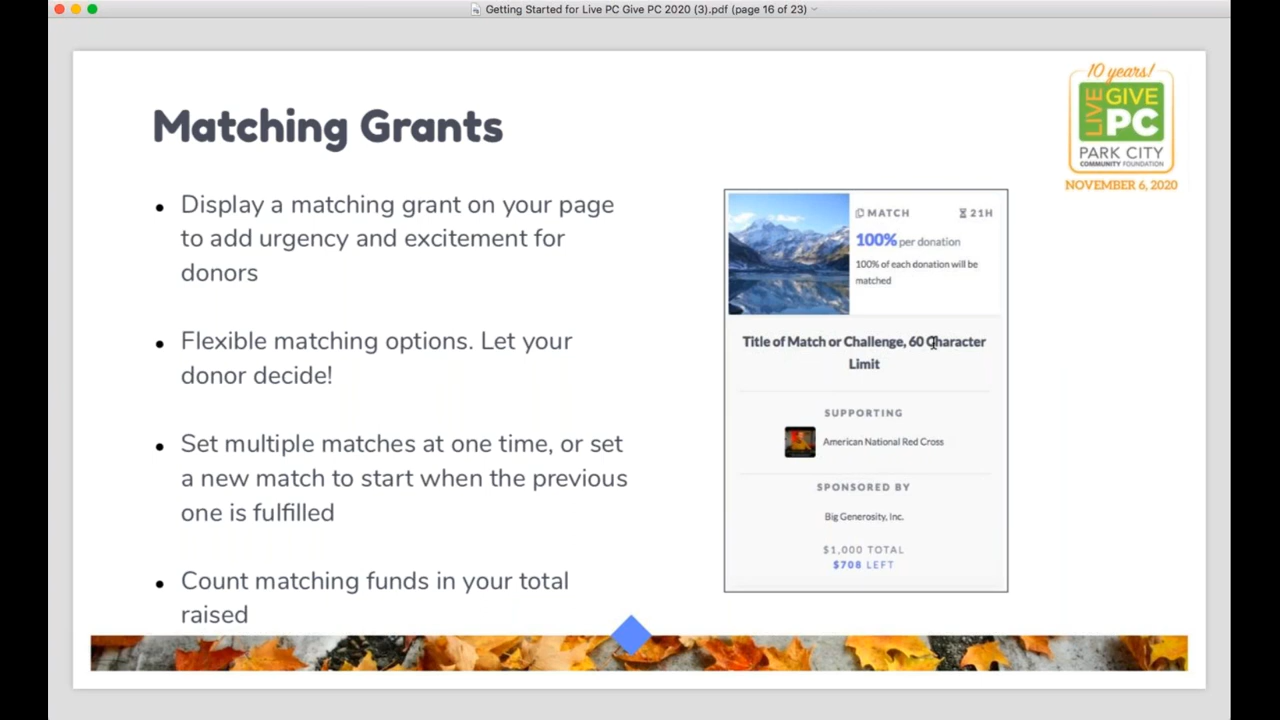 Getting Started for Live PC Give PC 2020 (3).pdf (page 16 of 23)
10 years!
LIVE
GIVE
PC
PARK CITY
COMMUNITY FOUNDATION
NOVEMBER 6, 2020
Matching Grants
• Display a matching grant on your page
to add urgency and excitement for
donors
• Flexible matching options. Let your
donor decide!
• Set multiple matches at one time, or set
a new match to start when the previous
one is fulfilled
• Count matching funds in your total
raised
MATCH 21H
100% per donation
100% of each donation will be
matched
Title of Match or Challenge, 60 Character
Limit
SUPPORTING
American National Red Cross
SPONSORED BY
Big Generosity, Inc.
$1,000 TOTAL
$708 LEFT